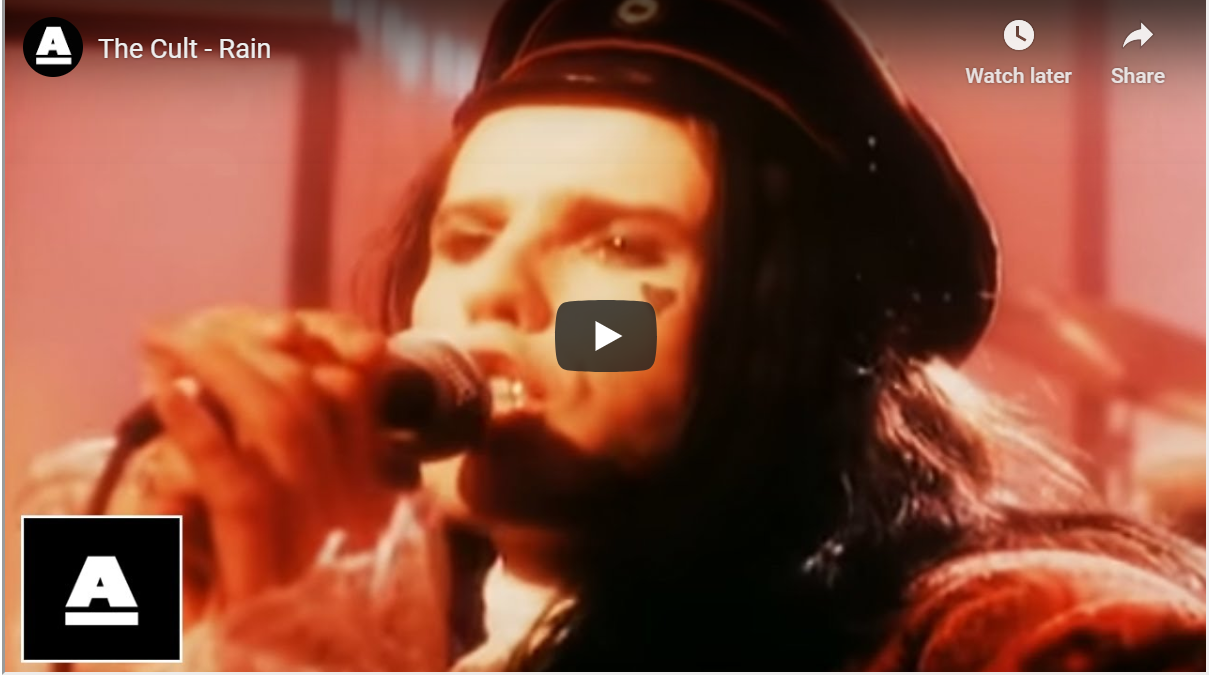 A
The Cult - Rain
Watch later
Share
A